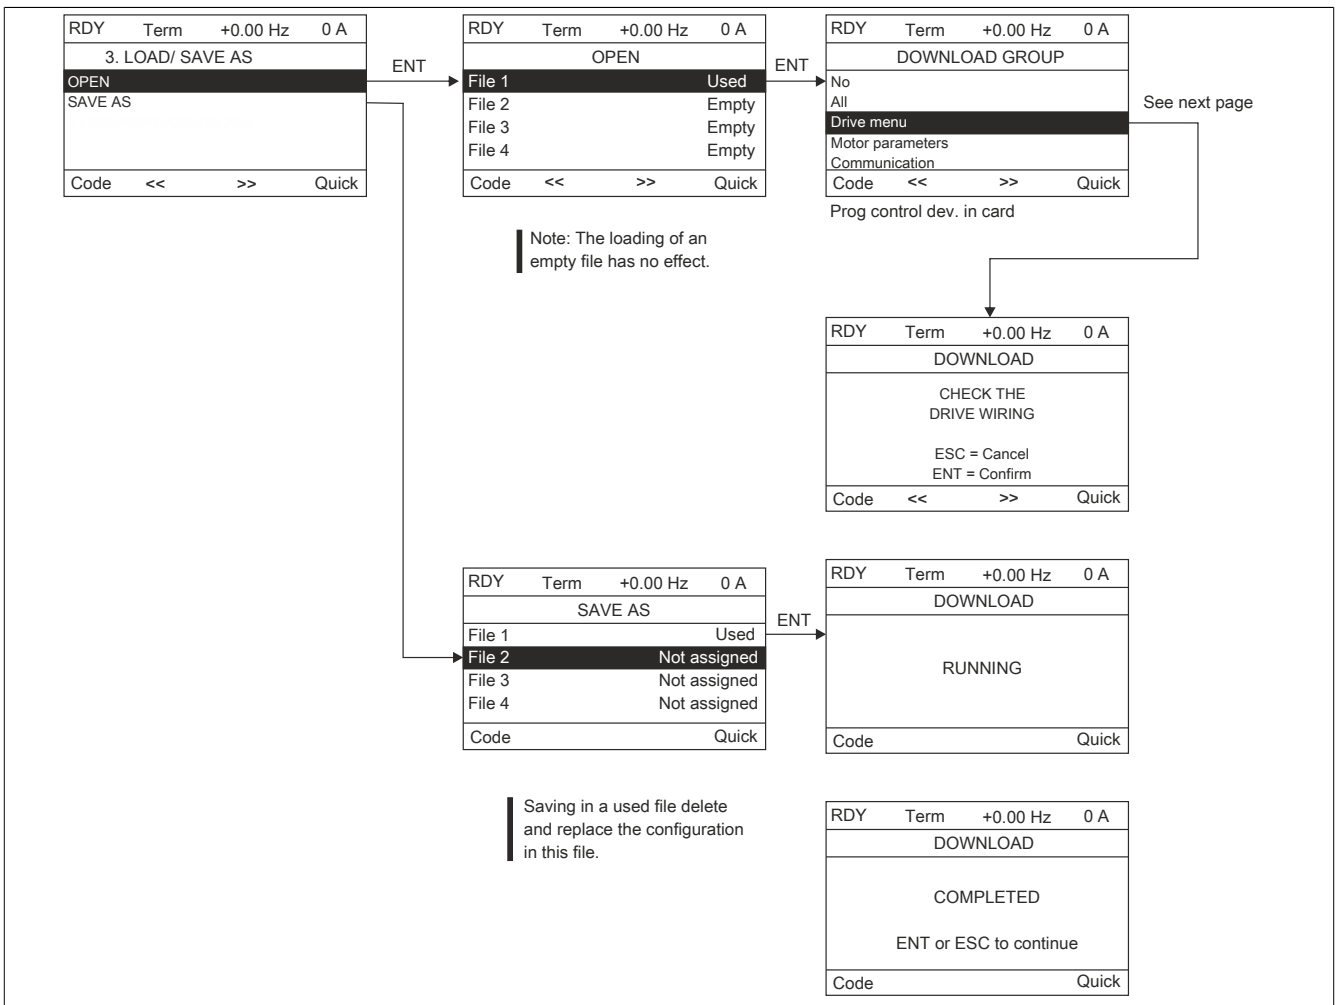 RDY Term +0.00 Hz 0 A
3. LOAD/ SAVE AS
OPEN
SAVE AS
Code << >> Quick
ENT
RDY Term +0.00 Hz 0 A
OPEN
File 1 Used
File 2 Empty
File 3 Empty
File 4 Empty
Code << >> Quick
Note: The loading of an
empty file has no effect.
ENT
RDY Term +0.00 Hz 0 A
DOWNLOAD GROUP
No
All
Drive menu
Motor parameters
Communication
Code << >> Quick
Prog control dev. in card
See next page
RDY Term +0.00 Hz 0 A
DOWNLOAD
CHECK THE
DRIVE WIRING
ESC = Cancel
ENT = Confirm
Code << >> Quick
RDY Term +0.00 Hz 0 A
SAVE AS
File 1 Used
File 2 Not assigned
File 3 Not assigned
File 4 Not assigned
Code Quick
Saving in a used file delete
and replace the configuration
in this file.
ENT
RDY Term +0.00 Hz 0 A
DOWNLOAD
RUNNING
Code Quick
RDY Term +0.00 Hz 0 A
DOWNLOAD
COMPLETED
ENT or ESC to continue
Code Quick